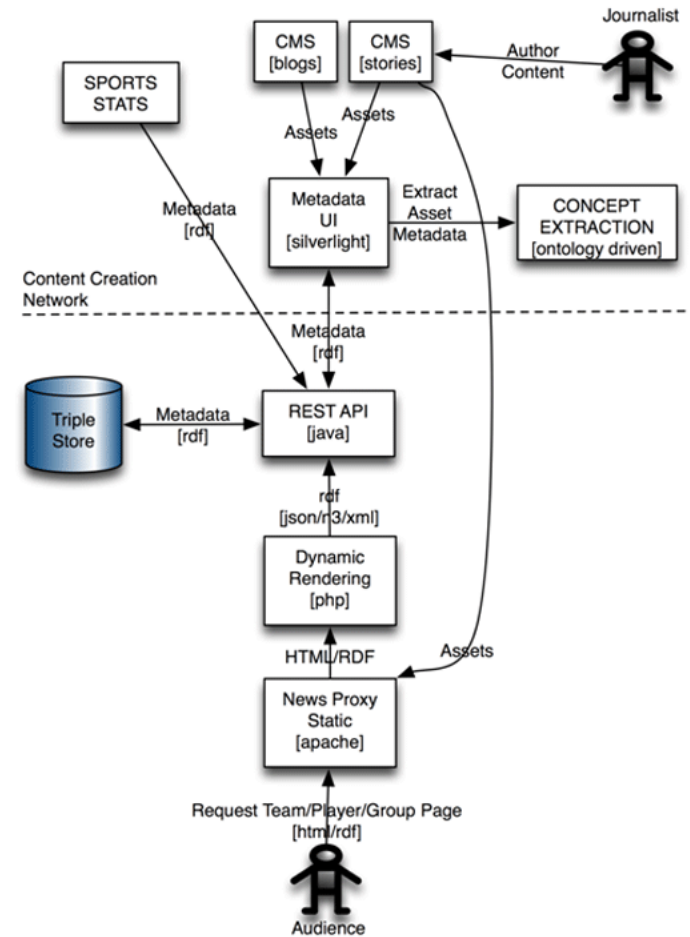 Journalist
CMS
[blogs]
CMS
[stories]
Author
Content
SPORTS
STATS
Assets
Assets
Metadata
UI
[silverlight]
Extract
Asset
Metadata
CONCEPT
EXTRACTION
[ontology driven]
Metadata
[rdf]
Content Creation
Network
Metadata
[rdf]
Triple
Store
Metadata
[rdf]
REST API
[java]
rdf
[json/n3/xml]
Dynamic
Rendering
[php]
HTML/RDF
Assets
News Proxy
Static
[apache]
Request Team/Player/Group Page
[html/rdf]
Audience